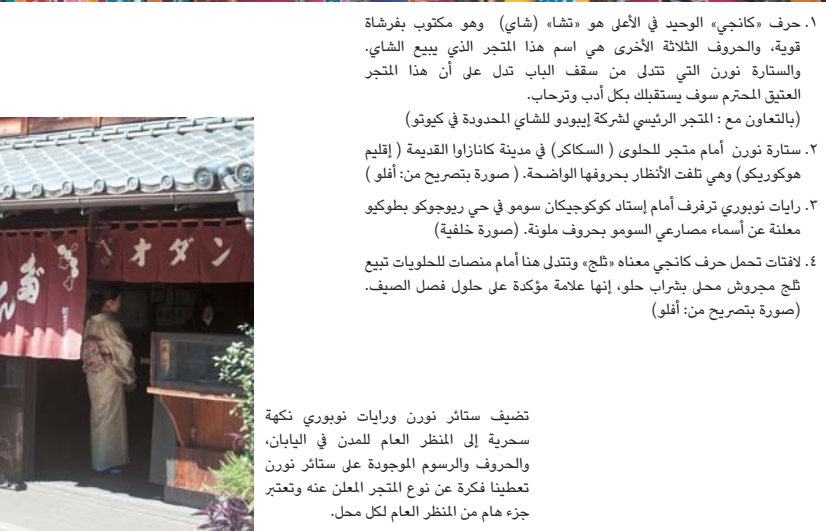 ١. حرف «كانجي» الوحيد في الأعلى هو «تشا» (شاي) وهو مكتوب بفرشاة
قوية، والحروف الثلاثة الأخرى هي اسم هذا المتجر الذي يبيع الشاي.
والستارة نورن التي تتدلى من سقف الباب تدل على أن هذا المتجر
العتيق المحترم سوف يستقبلك بكل أدب وترحاب.
(بالتعاون مع : المتجر الرئيسي لشركة إيبودو للشاي المحدودة في كيوتو)
٢. ستارة نورن أمام متجر للحلوى ( السكاكر) في مدينة كانازاوا القديمة ( إقليم
هوكوريكو) وهي تلفت الأنظار بحروفها الواضحة. ( صورة بتصريح من: أفلو )
٣. رايات نوبوري ترفرف أمام إستاد كوكوجيكان سومو في حي ريوجوكو بطوكيو
معلنة عن أسماء مصارعي السومو بحروف ملونة. (صورة خلفية)
٤. لافتات تحمل حرف كانجي معناه «ثلج» وتتدلى هنا أمام منصات للحلويات تبيع
ثلج مجروش محلى بشراب حلو، إنها علامة مؤكدة على حلول فصل الصيف.
(صورة بتصريح من: أفلو)
オダン
تضيف ستائر نورن ورايات نوبوري نكهة
سحرية إلى المنظر العام للمدن في اليابان،
والحروف والرسوم الموجودة على ستائر نورن
تعطينا فكرة عن نوع المتجر المعلن عنه وتعتبر
جزء هام من المنظر العام لكل محل.